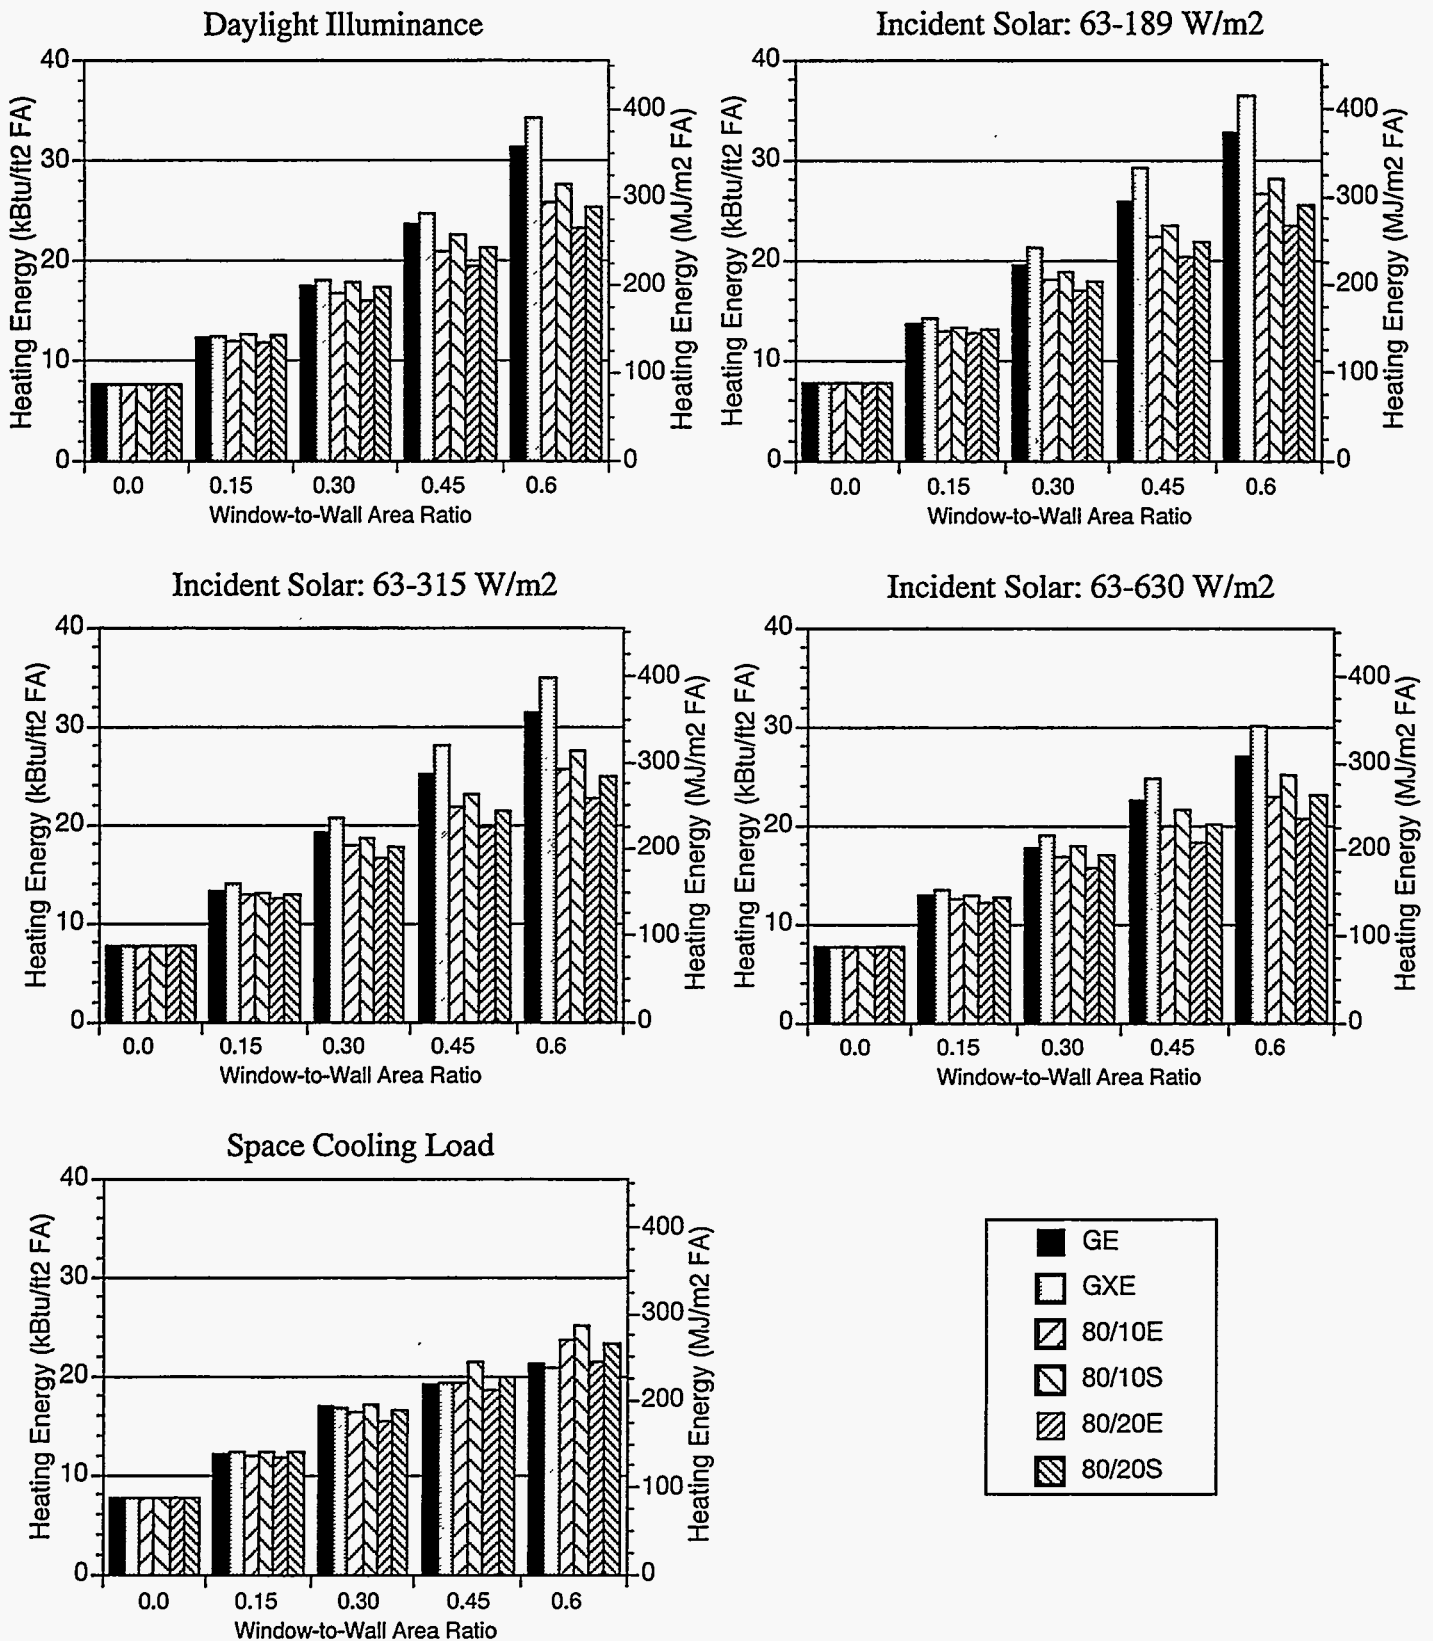 Daylight Illuminance
Heating Energy (kBtu/ft2 FA)
40
30
20
10
0
0.0 0.15 0.30 0.45 0.6
Window-to-Wall Area Ratio
400
300
200
100
0
Heating Energy (MJ/m2 FA)
Incident Solar: 63-189 W/m2
Heating Energy (kBtu/ft2 FA)
40
30
20
10
0
0.0 0.15 0.30 0.45 0.6
Window-to-Wall Area Ratio
400
300
200
100
0
Heating Energy (MJ/m2 FA)
Incident Solar: 63-315 W/m2
Heating Energy (kBtu/ft2 FA)
40
30
20
10
0
0.0 0.15 0.30 0.45 0.6
Window-to-Wall Area Ratio
400
300
200
100
0
Heating Energy (MJ/m2 FA)
Incident Solar: 63-630 W/m2
Heating Energy (kBtu/ft2 FA)
40
30
20
10
0
0.0 0.15 0.30 0.45 0.6
Window-to-Wall Area Ratio
400
300
200
100
0
Heating Energy (MJ/m2 FA)
Space Cooling Load
Heating Energy (kBtu/ft2 FA)
40
30
20
10
0
0.0 0.15 0.30 0.45 0.6
Window-to-Wall Area Ratio
400
300
200
100
0
Heating Energy (MJ/m2 FA)
GE
GXE
80/10E
80/10S
80/20E
80/20S